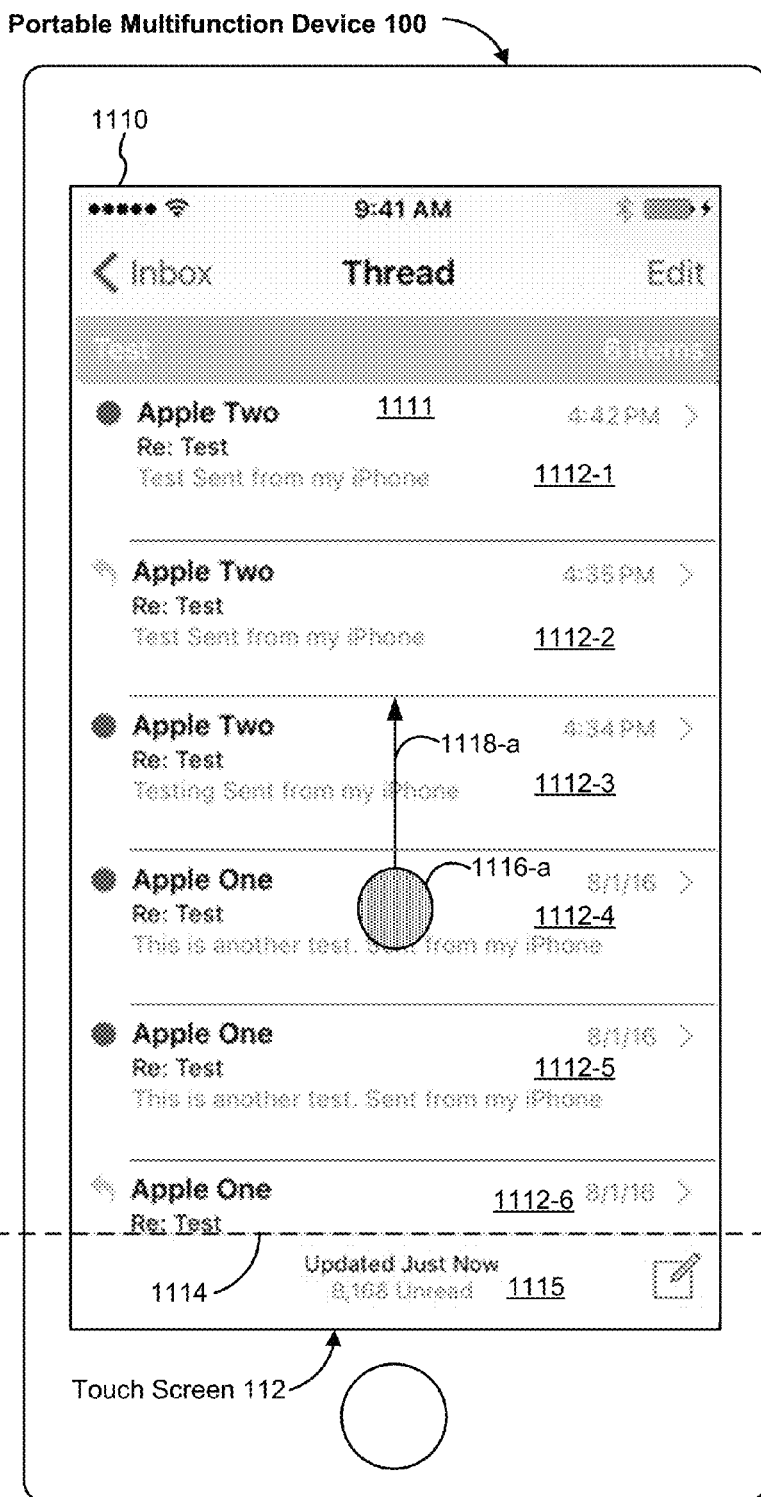 Portable Multifunction Device 100
1110
9:41 AM
Inbox Thread Edit
Test 6 Items
Apple Two 1111 4:42 PM
Re: Test
Test Sent from my iPhone 1112-1
Apple Two 4:35 PM
Re: Test
Test Sent from my iPhone 1112-2
Apple Two 4:34 PM
1118-a
Re: Test
Testing Sent from my iPhone 1112-3
1116-a
Apple One 8/1/16
Re: Test 1112-4
This is another test. Sent from my iPhone
Apple One 8/1/16
Re: Test 1112-5
This is another test. Sent from my iPhone
Apple One 1112-6 8/1/16
Re: Test
Updated Just Now
1114 8,168 Unread 1115
Touch Screen 112